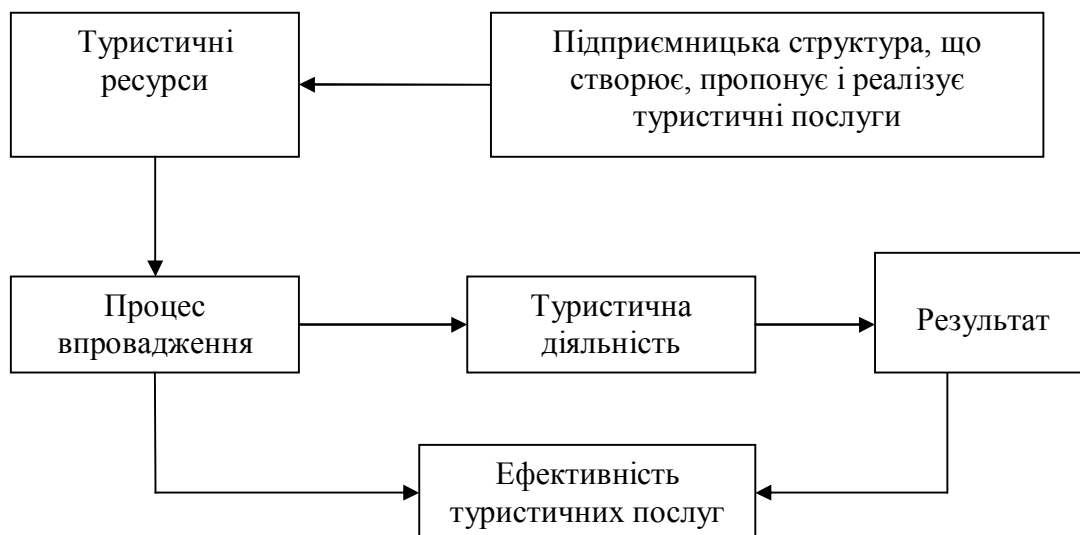 Туристичні
ресурси
Підприємницька структура, що
створює, пропонує і реалізує
туристичні послуги
Процес
впровадження
Туристична
діяльність
Результат
Ефективність
туристичних послуг